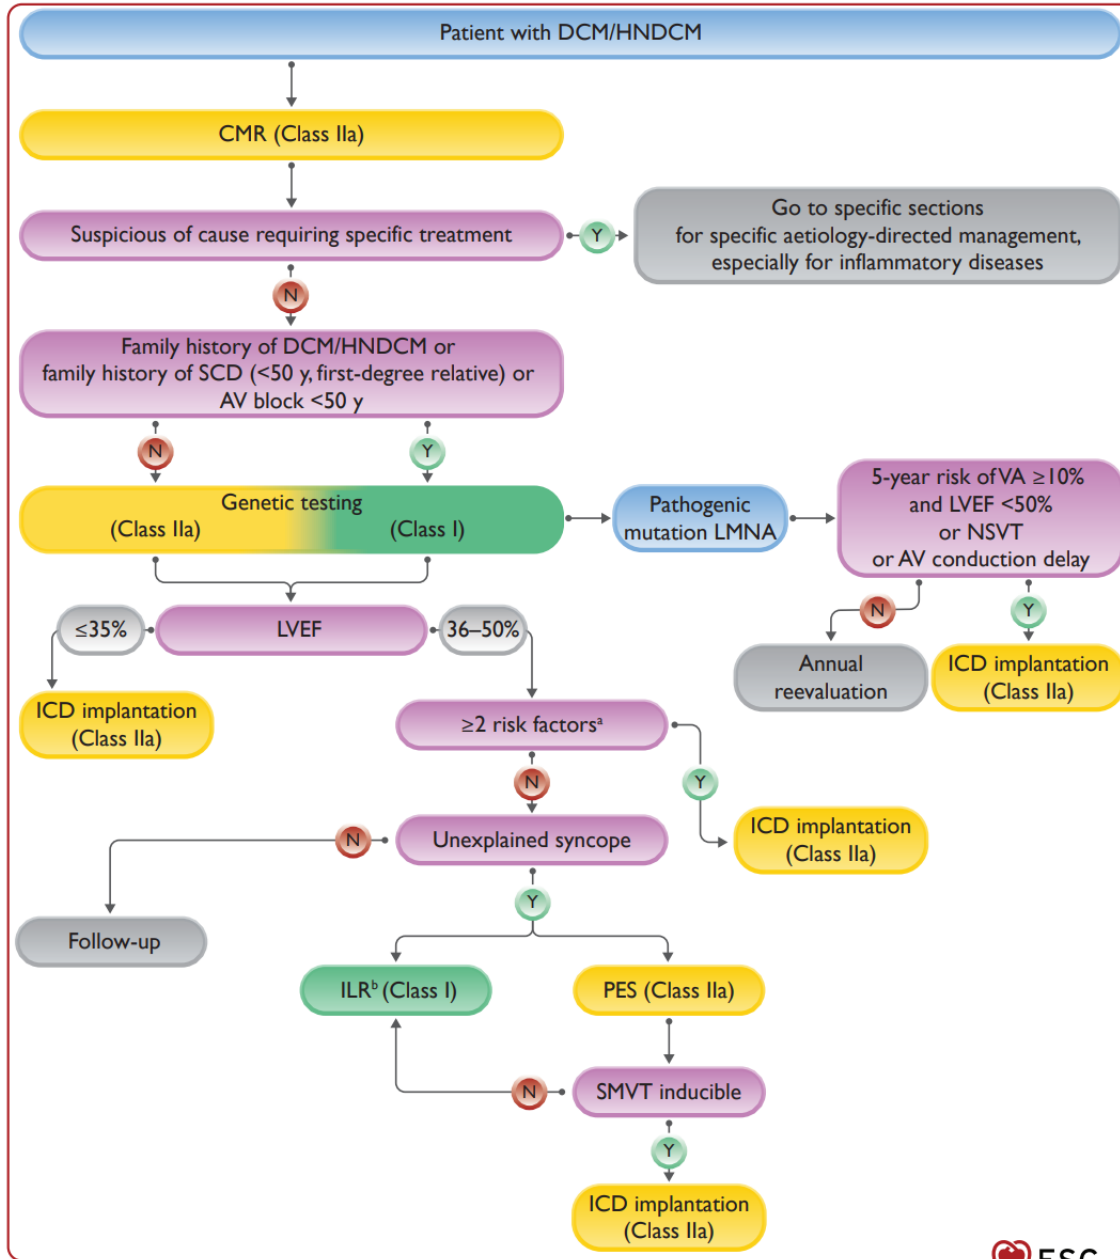 Patient with DCM/HNDCM
CMR (Class IIa)
Suspicious of cause requiring specific treatment
Y
Go to specific sections
for specific aetiology-directed management,
especially for inflammatory diseases
N
Family history of DCM/HNDCM or
family history of SCD (<50 y, first-degree relative) or
AV block <50 y
N
Y
Genetic testing
(Class IIa)
(Class I)
Pathogenic
mutation LMNA
5-year risk of VA ≥10%
and LVEF <50%
or NSVT
or AV conduction delay
N
Y
Annual
reevaluation
ICD implantation
(Class IIa)
≤35%
LVEF
36–50%
ICD implantation
(Class IIa)
≥2 risk factorsᵃ
N
Y
ICD implantation
(Class IIa)
Unexplained syncope
N
Y
Follow-up
ILRᵇ (Class I)
PES (Class IIa)
SMVT inducible
N
Y
ICD implantation
(Class IIa)
ESC